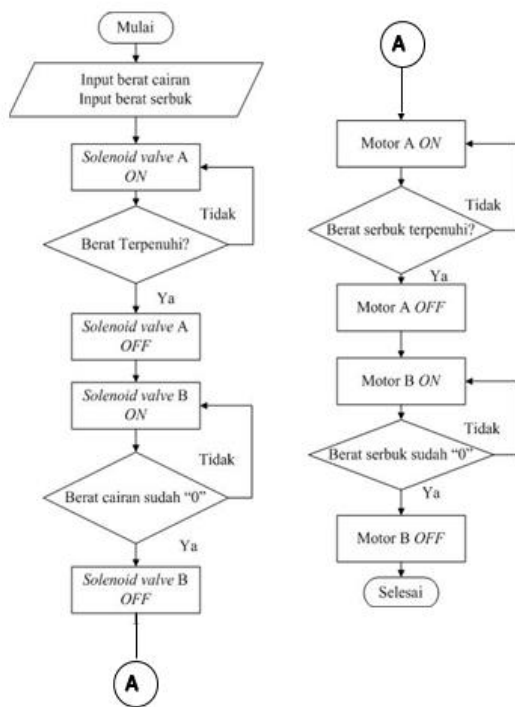 Mulai
Input berat cairan
Input berat serbuk
Solenoid valve A
ON
Tidak
Berat Terpenuhi?
Ya
Solenoid valve A
OFF
Solenoid valve B
ON
Tidak
Berat cairan sudah “0”
Ya
Solenoid valve B
OFF
A
A
Motor A ON
Tidak
Berat serbuk terpenuhi?
Ya
Motor A OFF
Motor B ON
Tidak
Berat serbuk sudah “0”
Ya
Motor B OFF
Selesai